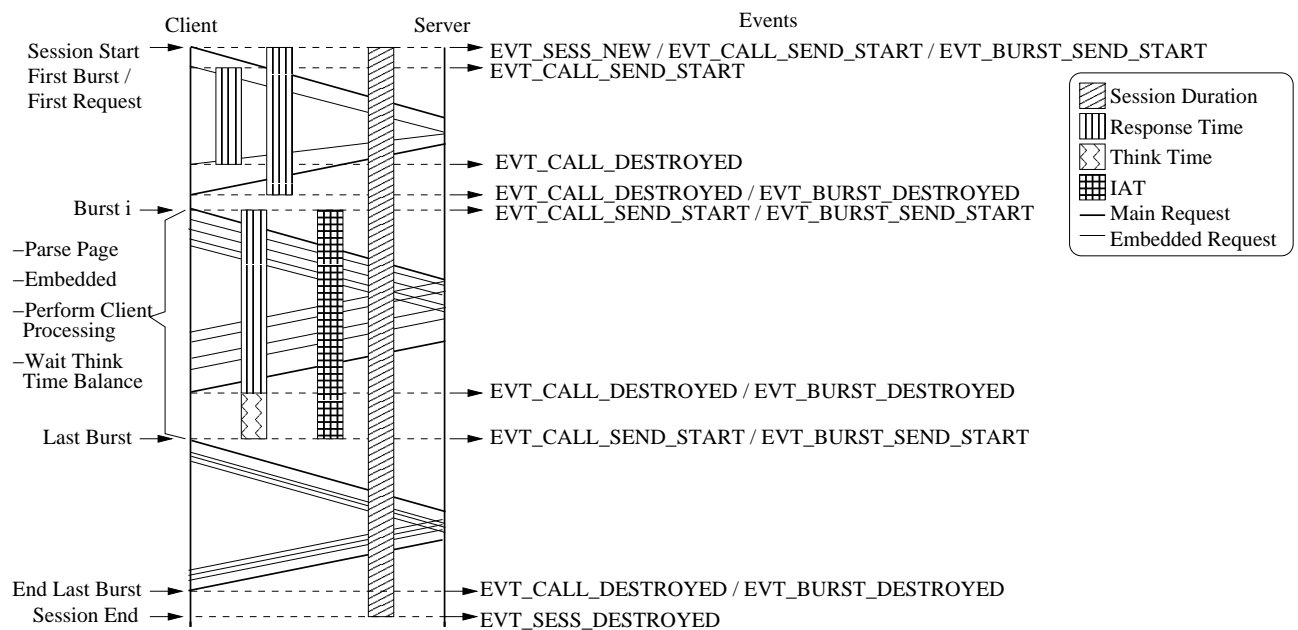 Client
Server
Events
Session Start
EVT_SESS_NEW / EVT_CALL_SEND_START / EVT_BURST_SEND_START
First Burst /
First Request
EVT_CALL_SEND_START
EVT_CALL_DESTROYED
EVT_CALL_DESTROYED / EVT_BURST_DESTROYED
Burst i
EVT_CALL_SEND_START / EVT_BURST_SEND_START
–Parse Page
–Embedded
–Perform Client
Processing
–Wait Think
Time Balance
EVT_CALL_DESTROYED / EVT_BURST_DESTROYED
Last Burst
EVT_CALL_SEND_START / EVT_BURST_SEND_START
End Last Burst
EVT_CALL_DESTROYED / EVT_BURST_DESTROYED
Session End
EVT_SESS_DESTROYED
Session Duration
Response Time
Think Time
IAT
Main Request
Embedded Request